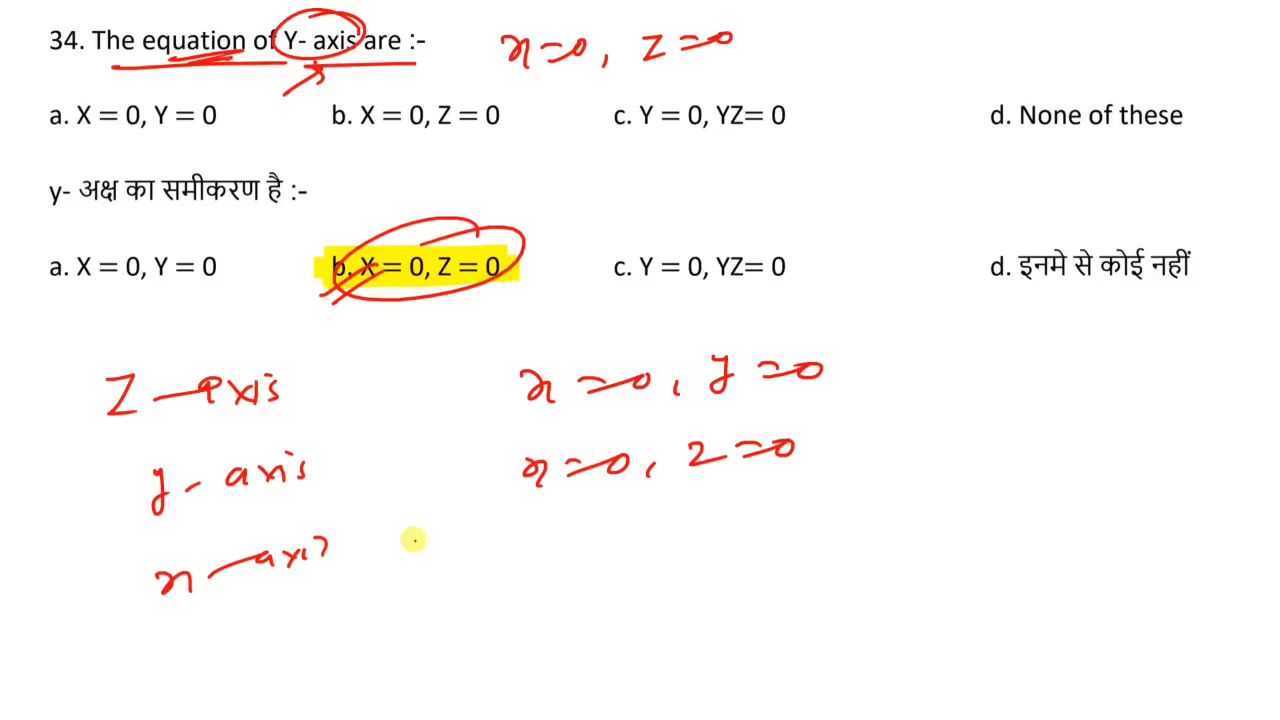 34. The equation of Y- axis are :- x=0, z=0
a. X = 0, Y = 0 b. X = 0, Z = 0 c. Y = 0, YZ= 0 d. None of these
y- अक्ष का समीकरण है :-
a. X = 0, Y = 0 b. X = 0, Z = 0 c. Y = 0, YZ= 0 d. इनमे से कोई नहीं
Z-axis x=0, y=0
y-axis x=0, z=0
x-axis